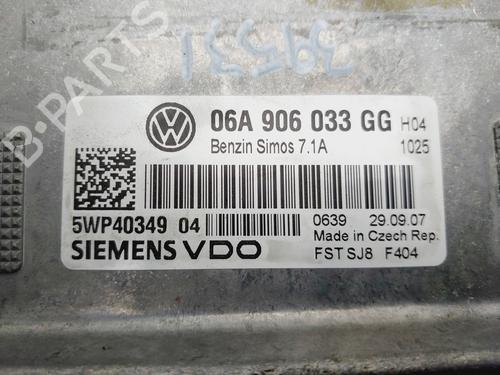 39531
B-PARTS
06A 906 033 GG H04
Benzin Simos 7.1A 1025
5WP40349 04 0639 29.09.07
SIEMENS VDO Made in Czech Rep.
FST SJ8 F404